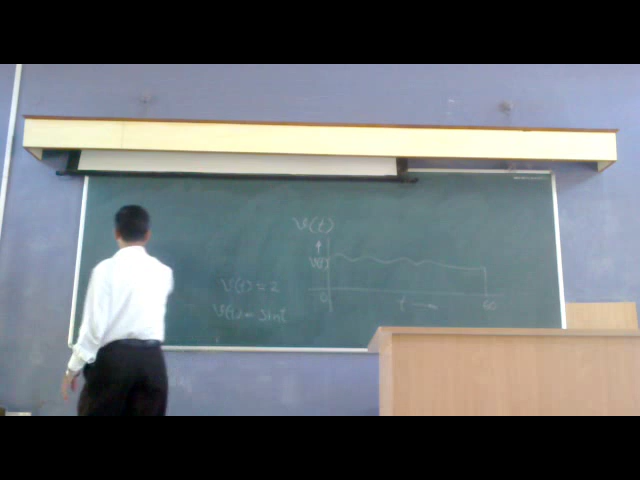 v(t)
v(t)
v(t) = 2
v(t) = sint
0
t →
60